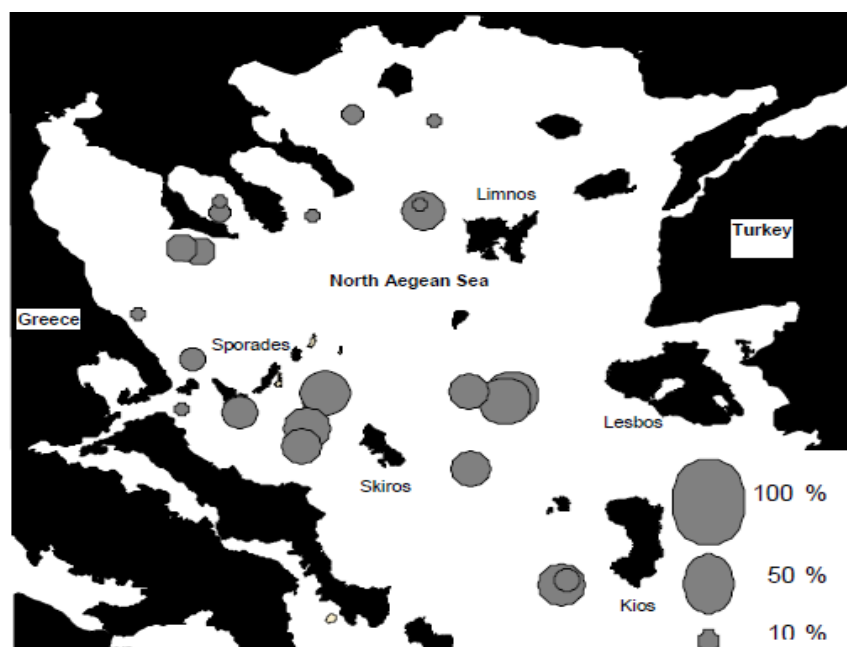 Limnos
Turkey
North Aegean Sea
Greece
Sporades
Lesbos
Skiros
100 %
50 %
Kios
10 %